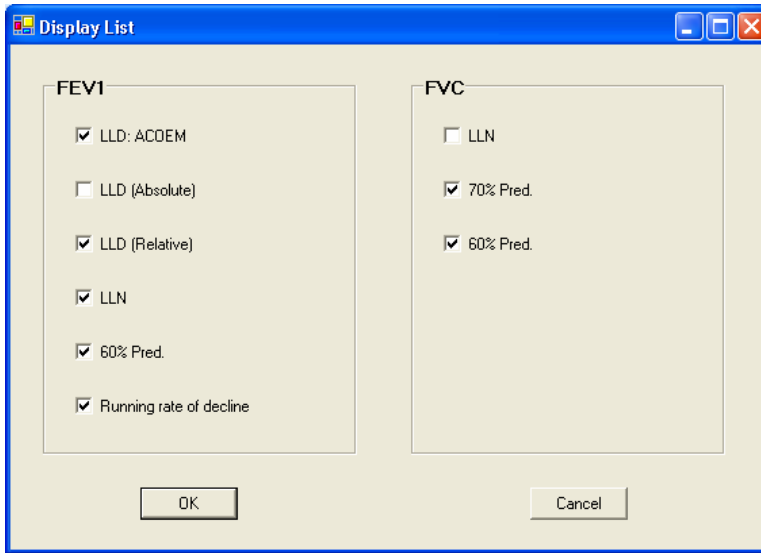 Display List
FEV1
LLD: ACOEM
LLD (Absolute)
LLD (Relative)
LLN
60% Pred.
Running rate of decline
FVC
LLN
70% Pred.
60% Pred.
OK
Cancel